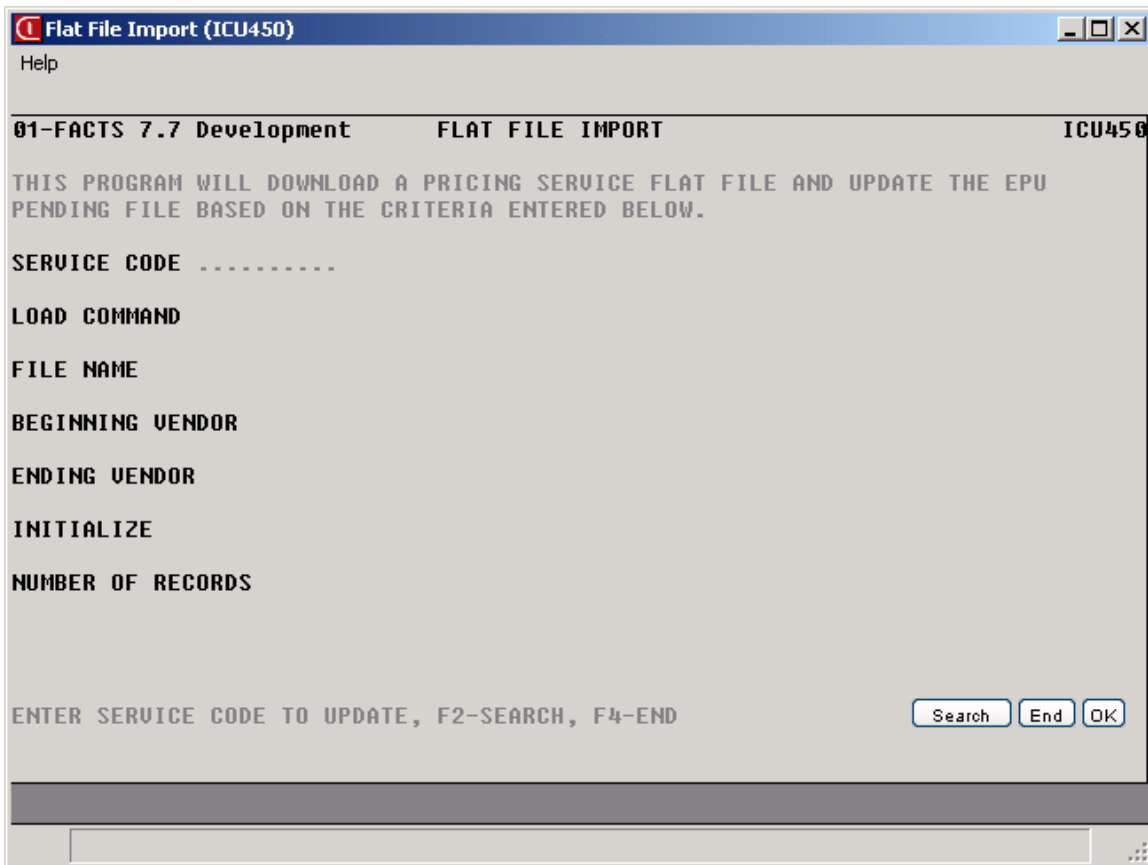 Flat File Import (ICU450)
Help
01-FACTS 7.7 Development FLAT FILE IMPORT ICU450
THIS PROGRAM WILL DOWNLOAD A PRICING SERVICE FLAT FILE AND UPDATE THE EPU
PENDING FILE BASED ON THE CRITERIA ENTERED BELOW.
SERVICE CODE ..........
LOAD COMMAND
FILE NAME
BEGINNING VENDOR
ENDING VENDOR
INITIALIZE
NUMBER OF RECORDS
ENTER SERVICE CODE TO UPDATE, F2-SEARCH, F4-END Search End OK